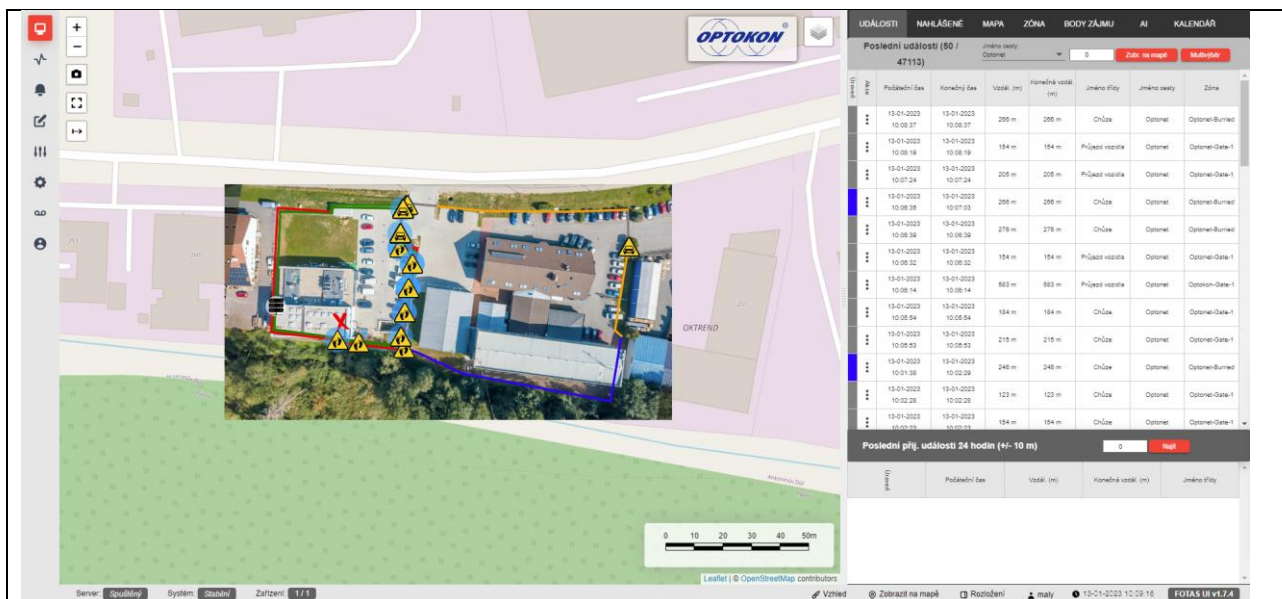 UDÁLOSTI NAHLÁŠENÉ MAPA ZÓNA BODY ZÁJMU AI KALENDÁŘ
+
−
OPTOKON®
Poslední události (50 / 47113)
Jméno cesty
Optonet
0
Zobr. na mapě
Multivýběr
Úroveň Akce Počáteční čas Konečný čas Vzdál. (m) Konečná vzdál. (m) Jméno třídy Jméno cesty Zóna
13-01-2023 10:08:37 13-01-2023 10:08:37 266 m 266 m Chůze Optonet Optonet-Burried
13-01-2023 10:08:19 13-01-2023 10:08:19 154 m 154 m Průjezd vozidla Optonet Optonet-Gate-1
13-01-2023 10:07:24 13-01-2023 10:07:24 205 m 205 m Průjezd vozidla Optonet Optonet-Gate-1
13-01-2023 13-01-2023 10:07:03 266 m 266 m Chůze Optonet Optonet-Burried
13-01-2023 10:06:39 13-01-2023 10:06:39 276 m 276 m Chůze Optonet Optonet-Burried
13-01-2023 10:06:32 13-01-2023 10:06:32 154 m 154 m Chůze Optonet Optonet-Gate-1
13-01-2023 10:06:14 13-01-2023 10:06:14 583 m 583 m Průjezd vozidla Optonet Optokon-Gate-1
13-01-2023 10:05:54 13-01-2023 10:05:54 184 m 184 m Chůze Optonet Optonet-Gate-1
13-01-2023 10:05:53 13-01-2023 10:05:53 215 m 215 m Chůze Optonet Optonet-Gate-1
13-01-2023 10:01:38 13-01-2023 10:02:29 246 m 246 m Chůze Optonet Optonet-Burried
13-01-2023 10:02:28 13-01-2023 10:02:28 123 m 123 m Chůze Optonet Optonet-Gate-1
13-01-2023 10:02:23 13-01-2023 10:02:23 154 m 154 m Chůze Optonet Optonet-Gate-1
Poslední přij. události 24 hodin (+/- 10 m)
0
Najít
Úroveň Počáteční čas Vzdál. (m) Konečná vzdál. (m) Jméno třídy
OKTREND
Antonínův Důl
0 10 20 30 40 50m
Leaflet | © OpenStreetMap contributors
Server: Spuštěný Systém: Stabilní Zařízení: 1 / 1 Vzhled Zobrazit na mapě Rozložení maly 13-01-2023 10:09:16 FOTAS UI v1.7.4